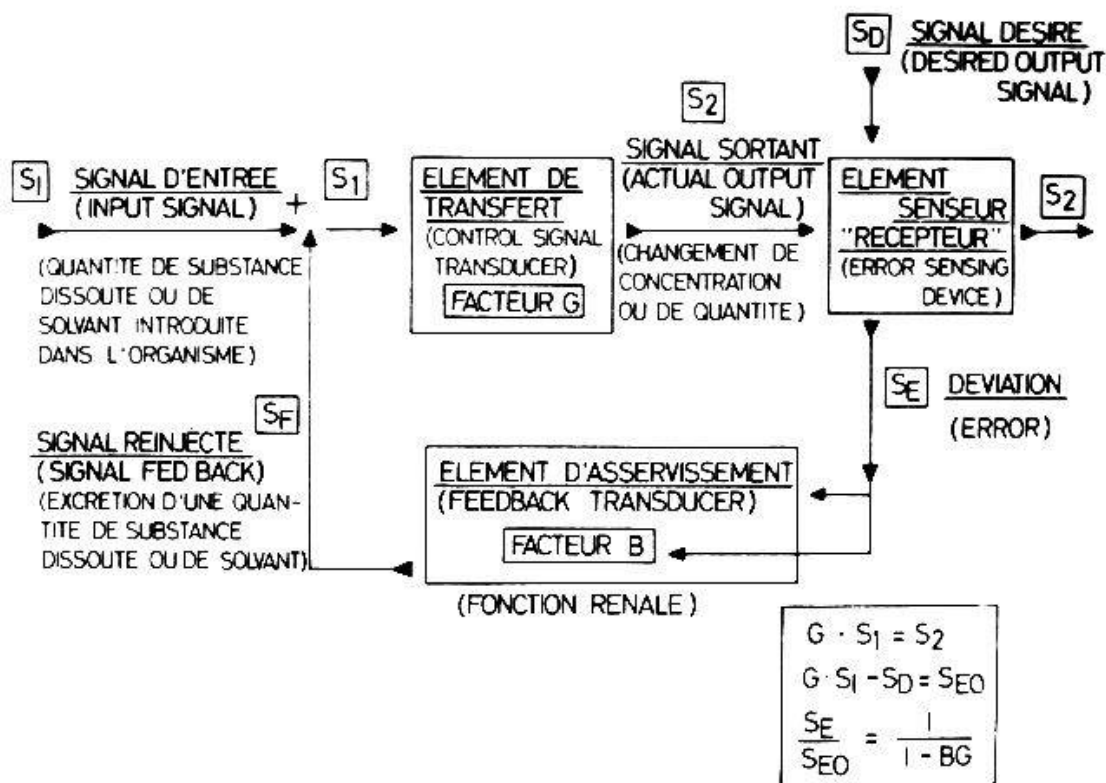 SD
SIGNAL DESIRE
(DESIRED OUTPUT
SIGNAL)
S2
SI
SIGNAL D'ENTREE
(INPUT SIGNAL)
+
(QUANTITE DE SUBSTANCE
DISSOUTE OU DE
SOLVANT INTRODUITE
DANS L'ORGANISME)
S1
ELEMENT DE
TRANSFERT
(CONTROL SIGNAL
TRANSDUCER)
FACTEUR G
SIGNAL SORTANT
(ACTUAL OUTPUT
SIGNAL)
(CHANGEMENT DE
CONCENTRATION
OU DE QUANTITE)
ELEMENT
SENSEUR
"RECEPTEUR"
(ERROR SENSING
DEVICE)
S2
SE
DEVIATION
(ERROR)
SF
SIGNAL REINJECTE
(SIGNAL FED BACK)
(EXCRETION D'UNE QUAN-
TITE DE SUBSTANCE
DISSOUTE OU DE SOLVANT)
ELEMENT D'ASSERVISSEMENT
(FEEDBACK TRANSDUCER)
FACTEUR B
(FONCTION RENALE)
G · S1 = S2
G · SI - SD = SEO
SE/SEO = 1/1 - BG